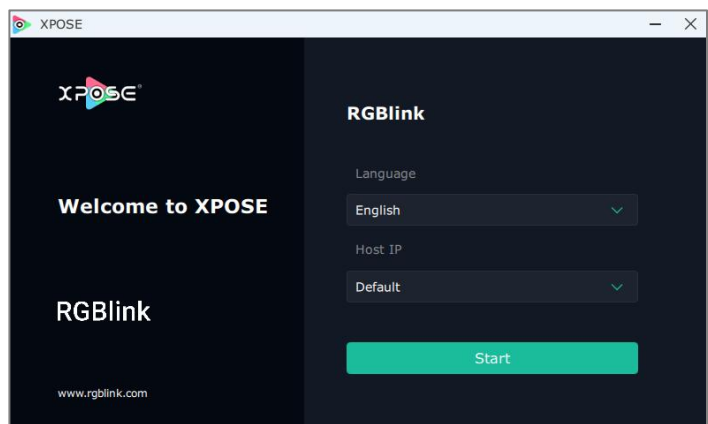 XPOSE
XPOSE®
Welcome to XPOSE
RGBlink
www.rgblink.com
RGBlink
Language
English
Host IP
Default
Start